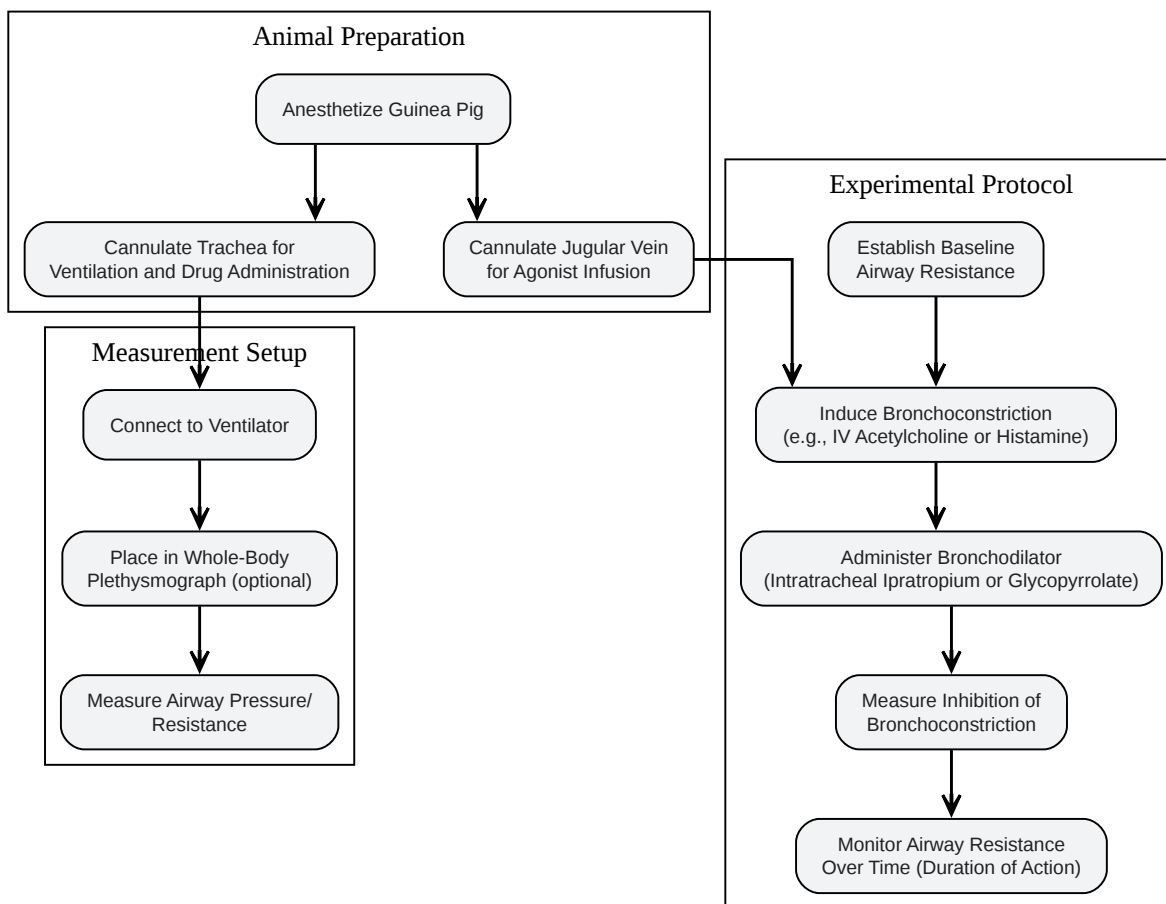 Animal Preparation
Anesthetize Guinea Pig
Cannulate Trachea for
Ventilation and Drug Administration
Cannulate Jugular Vein
for Agonist Infusion
Measurement Setup
Connect to Ventilator
Place in Whole-Body
Plethysmograph (optional)
Measure Airway Pressure/
Resistance
Experimental Protocol
Establish Baseline
Airway Resistance
Induce Bronchoconstriction
(e.g., IV Acetylcholine or Histamine)
Administer Bronchodilator
(Intratracheal Ipratropium or Glycopyrrolate)
Measure Inhibition of
Bronchoconstriction
Monitor Airway Resistance
Over Time (Duration of Action)